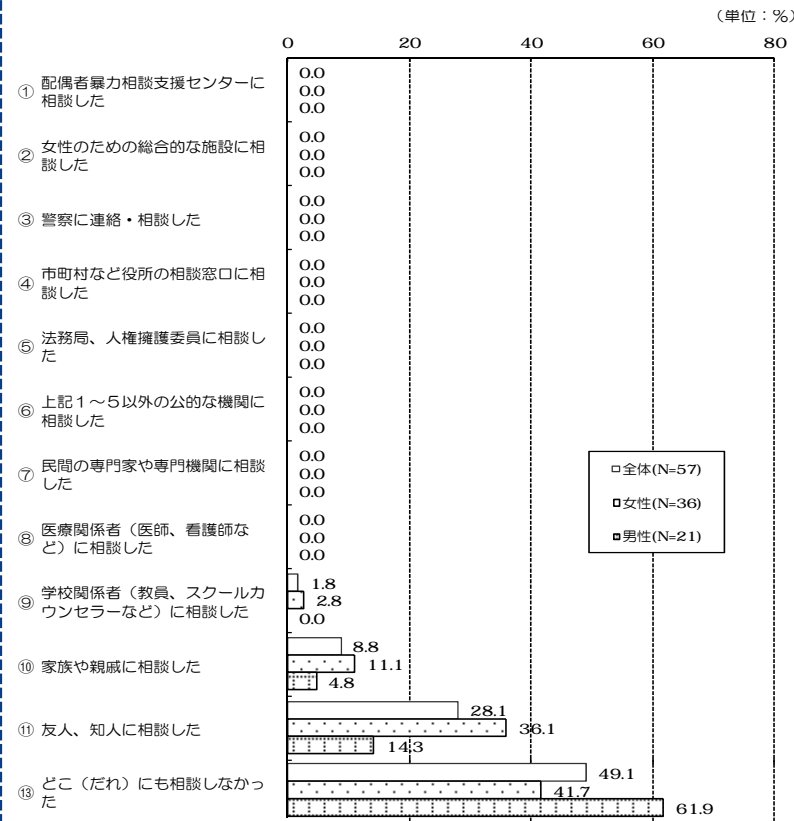 （単位：％）
0 20 40 60 80
① 配偶者暴力相談支援センターに
相談した
0.0
0.0
0.0
② 女性のための総合的な施設に相
談した
0.0
0.0
0.0
③ 警察に連絡・相談した
0.0
0.0
0.0
④ 市町村など役所の相談窓口に相
談した
0.0
0.0
0.0
⑤ 法務局、人権擁護委員に相談し
た
0.0
0.0
0.0
⑥ 上記１～５以外の公的な機関に
相談した
0.0
0.0
0.0
⑦ 民間の専門家や専門機関に相談
した
0.0
0.0
0.0
⑧ 医療関係者（医師、看護師な
ど）に相談した
0.0
0.0
0.0
⑨ 学校関係者（教員、スクールカ
ウンセラーなど）に相談した
1.8
2.8
0.0
⑩ 家族や親戚に相談した
8.8
11.1
4.8
⑪ 友人、知人に相談した
28.1
36.1
14.3
⑬ どこ（だれ）にも相談しなかっ
た
49.1
41.7
61.9
全体(N=57)
女性(N=36)
男性(N=21)